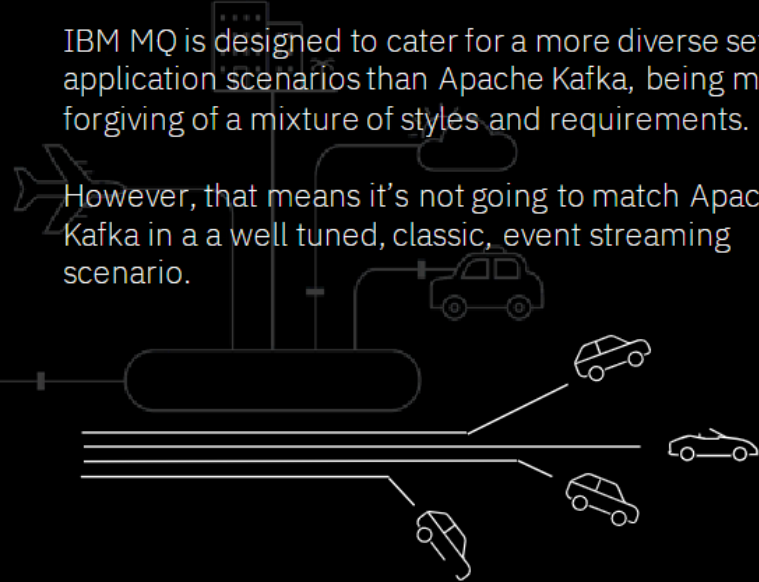 IBM MQ is designed to cater for a more diverse se
application scenarios than Apache Kafka, being m
forgiving of a mixture of styles and requirements.
However, that means it's not going to match Apac
Kafka in a a well tuned, classic, event streaming
scenario.